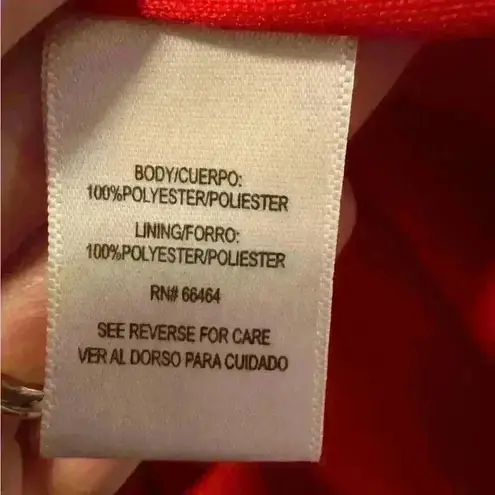 BODY/CUERPO:
100%POLYESTER/POLIESTER
LINING/FORRO:
100%POLYESTER/POLIESTER
RN# 66464
SEE REVERSE FOR CARE
VER AL DORSO PARA CUIDADO